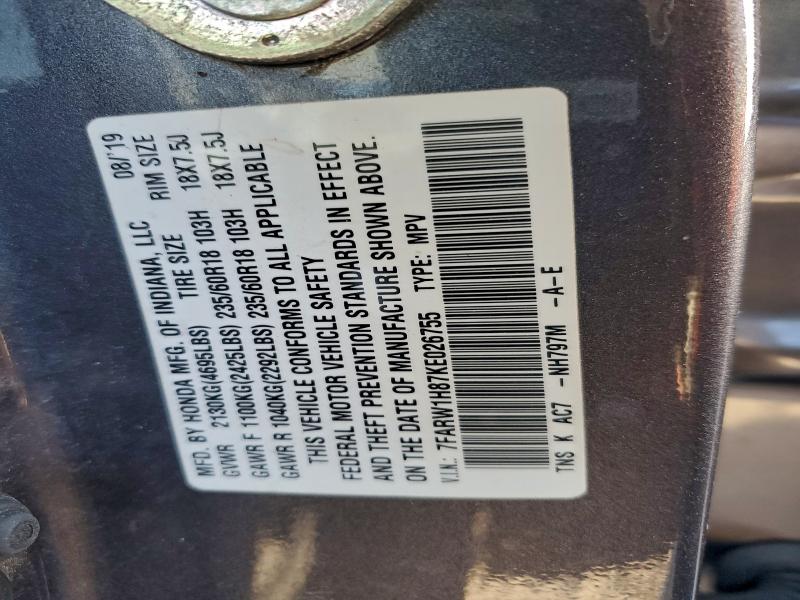 MFD. BY HONDA MFG. OF INDIANA, LLC 08/'19
GVWR 2130KG(4695LBS) TIRE SIZE RIM SIZE
GAWR F 1100KG(2425LBS) 235/60R18 103H 18X7.5J
GAWR R 1040KG(2292LBS) 235/60R18 103H 18X7.5J
THIS VEHICLE CONFORMS TO ALL APPLICABLE
FEDERAL MOTOR VEHICLE SAFETY
AND THEFT PREVENTION STANDARDS IN EFFECT
ON THE DATE OF MANUFACTURE SHOWN ABOVE.
V.I.N.: 7FARW1H87KE026755 TYPE: MPV
TNS K AC7 -NH797M -A-E